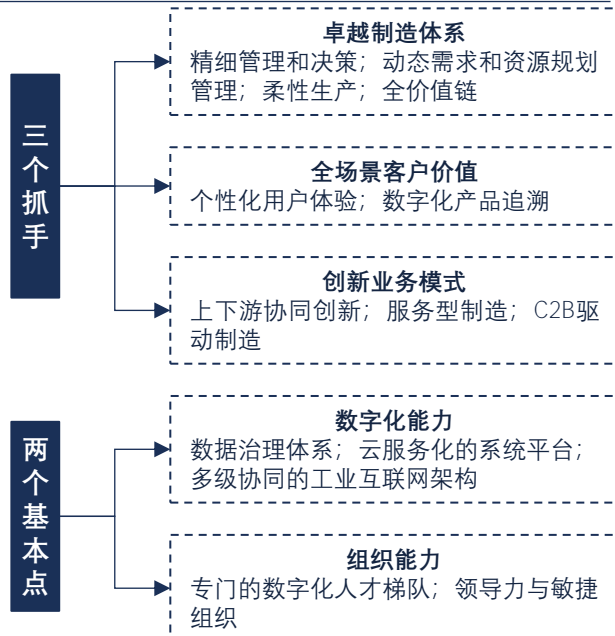 三个抓手
卓越制造体系
精细管理和决策；动态需求和资源规划
管理；柔性生产；全价值链
全场景客户价值
个性化用户体验；数字化产品追溯
创新业务模式
上下游协同创新；服务型制造；C2B驱
动制造
两个基本点
数字化能力
数据治理体系；云服务化的系统平台；
多级协同的工业互联网架构
组织能力
专门的数字化人才梯队；领导力与敏捷
组织